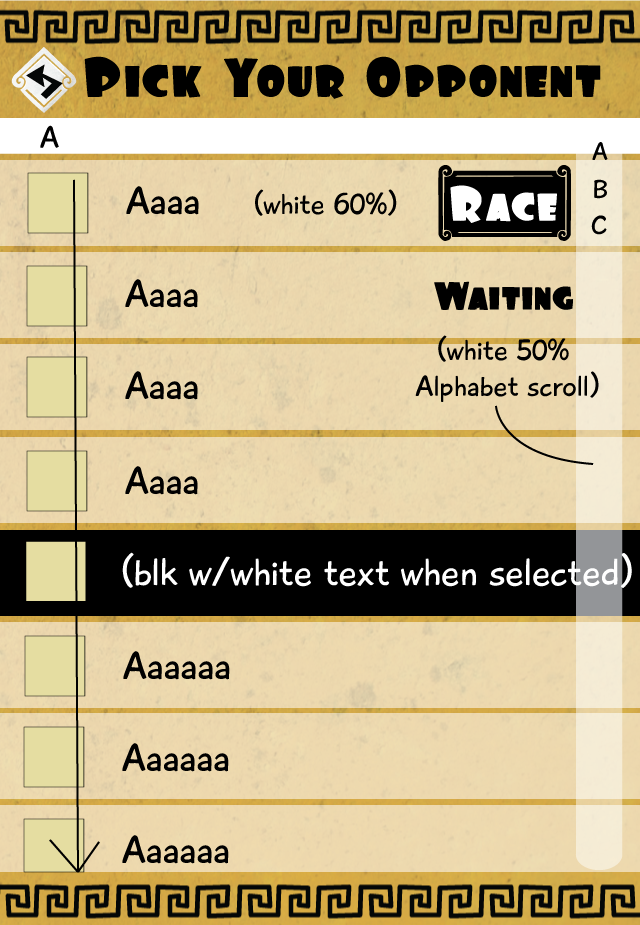 Pick Your Opponent
A
A
B
C
Aaaa (white 60%) Race
Aaaa Waiting
(white 50%
Alphabet scroll)
Aaaa
Aaaa
(blk w/white text when selected)
Aaaaaa
Aaaaaa
Aaaaaa